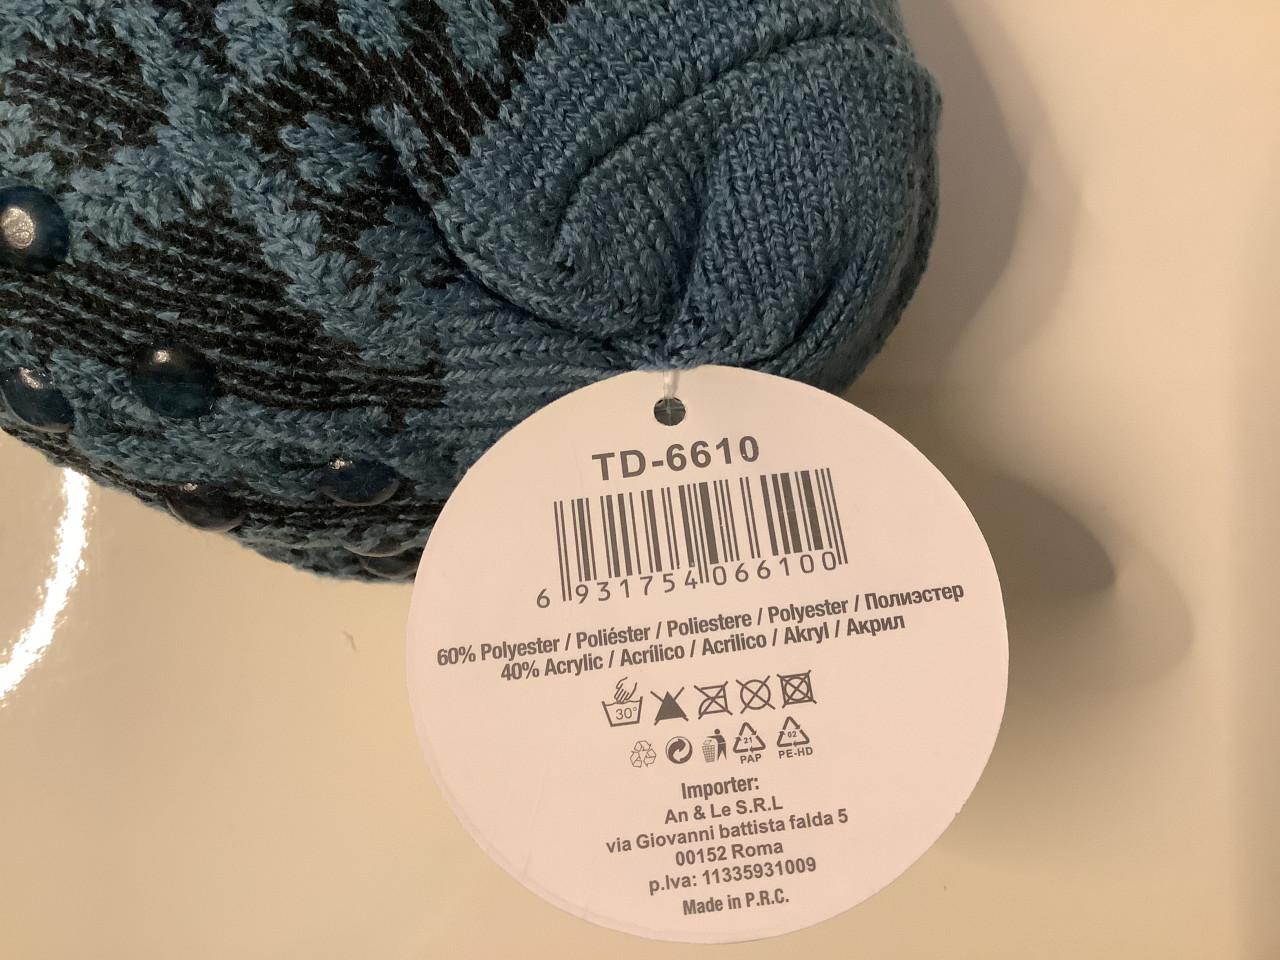 TD-6610
6 931754 066100
60% Polyester / Poliéster / Poliestere / Polyester / Полиэстер
40% Acrylic / Acrílico / Acrilico / Akryl / Акрил
30°
21 02
PAP PE-HD
Importer:
An & Le S.R.L
via Giovanni battista falda 5
00152 Roma
p.Iva: 11335931009
Made in P.R.C.